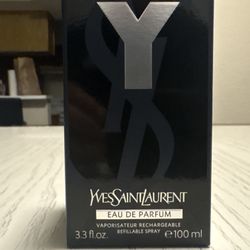 Y
YVESSAINTLAURENT
EAU DE PARFUM
VAPORISATEUR RECHARGEABLE
REFILLABLE SPRAY
3.3 fl.oz. ℮100 ml